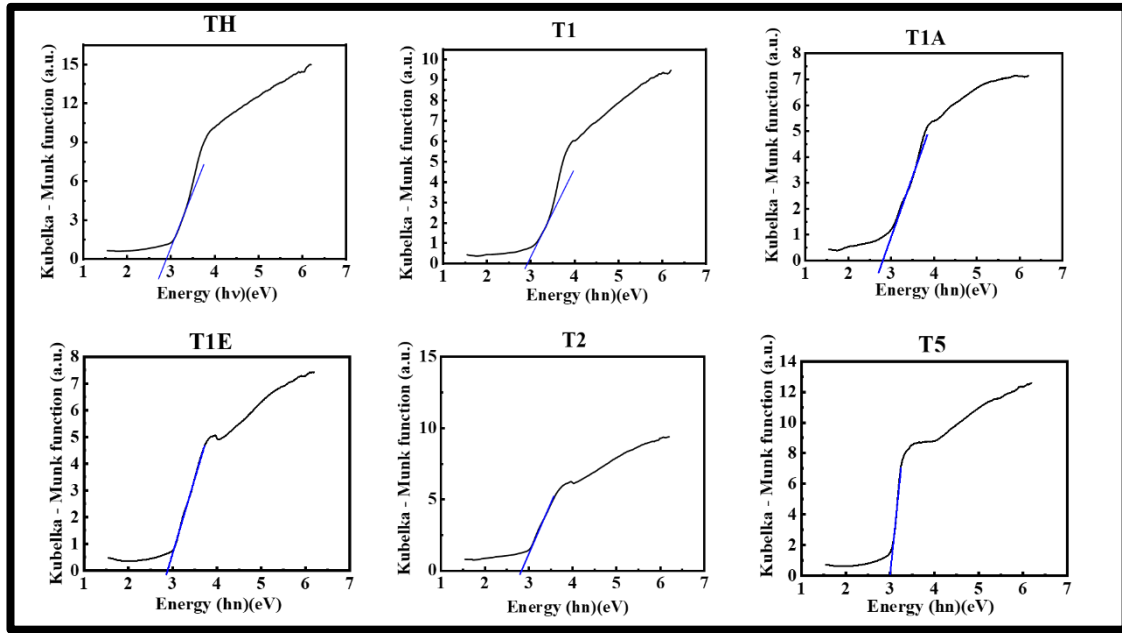 TH
Kubelka - Munk function (a.u.)
15
12
9
6
3
0
1 2 3 4 5 6 7
Energy (hν)(eV)
T1
Kubelka - Munk function (a.u.)
10
9
8
7
6
5
4
3
2
1
0
1 2 3 4 5 6 7
Energy (hn)(eV)
T1A
Kubelka - Munk function (a.u.)
8
7
6
5
4
3
2
1
0
1 2 3 4 5 6 7
Energy (hn)(eV)
T1E
Kubelka - Munk function (a.u.)
8
7
6
5
4
3
2
1
0
1 2 3 4 5 6 7
Energy (hn)(eV)
T2
Kubelka - Munk function (a.u.)
15
10
5
0
1 2 3 4 5 6 7
Energy (hn)(eV)
T5
Kubelka - Munk function (a.u.)
14
12
10
8
6
4
2
0
1 2 3 4 5 6 7
Energy (hn)(eV)